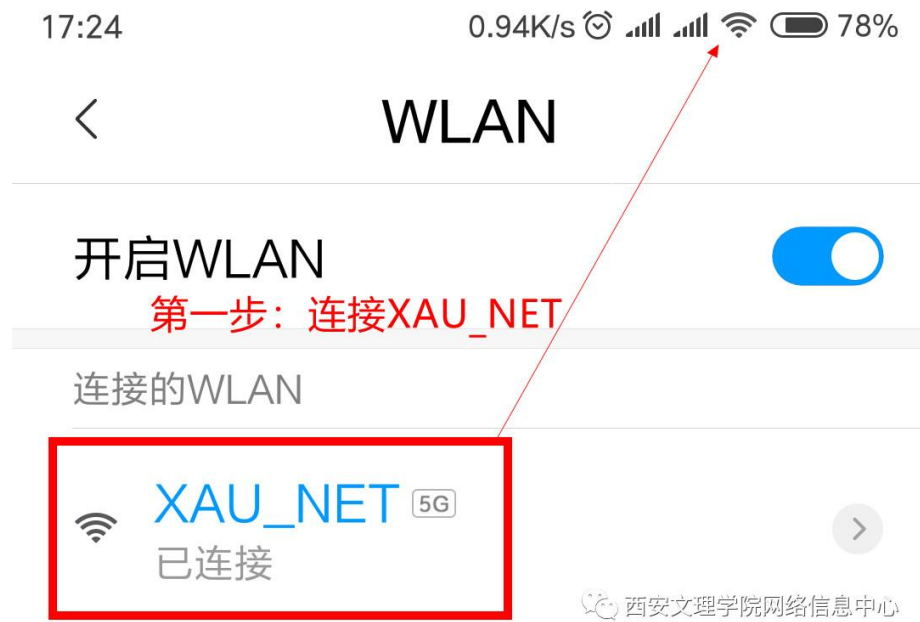 17:24 0.94K/s 78%
WLAN
开启WLAN
第一步：连接XAU_NET
连接的WLAN
XAU_NET 5G
已连接
西安文理学院网络信息中心